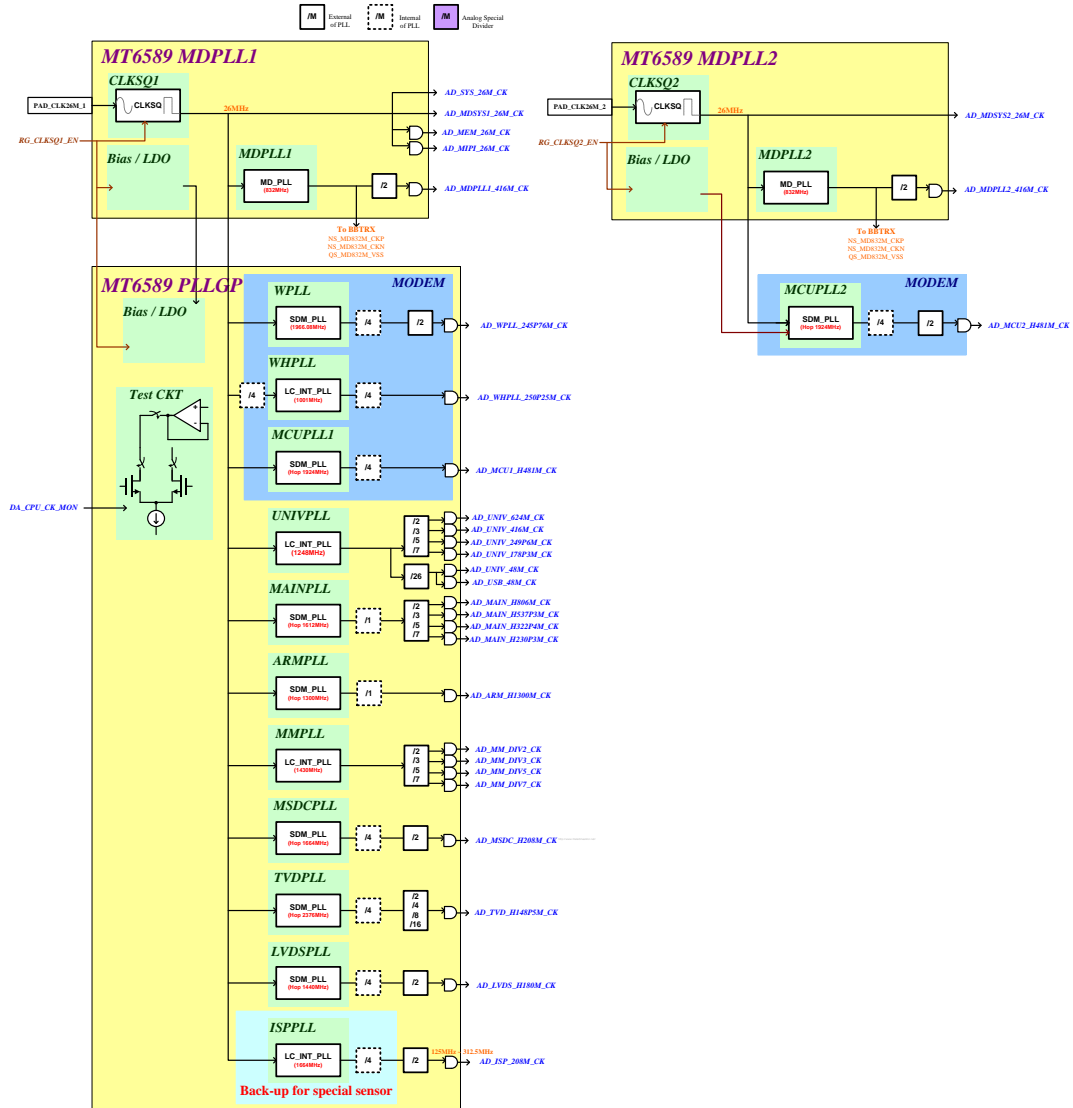 /M External of PLL
/M Internal of PLL
/M Analog Special Divider
MT6589 MDPLL1
CLKSQ1
PAD_CLK26M_1
CLKSQ
26MHz
AD_SYS_26M_CK
AD_MDSYS1_26M_CK
AD_MEM_26M_CK
AD_MIPI_26M_CK
RG_CLKSQ1_EN
Bias / LDO
MDPLL1
MD_PLL
(832MHz)
/2
AD_MDPLL1_416M_CK
To BBTRX
NS_MD832M_CKP
NS_MD832M_CKN
QS_MD832M_VSS
MT6589 MDPLL2
CLKSQ2
PAD_CLK26M_2
CLKSQ
26MHz
AD_MDSYS2_26M_CK
RG_CLKSQ2_EN
Bias / LDO
MDPLL2
MD_PLL
(832MHz)
/2
AD_MDPLL2_416M_CK
To BBTRX
NS_MD832M_CKP
NS_MD832M_CKN
QS_MD832M_VSS
MODEM
MCUPLL2
SDM_PLL
(Hop 1924MHz)
/4
/2
AD_MCU2_H481M_CK
MT6589 PLLGP
Bias / LDO
Test CKT
DA_CPU_CK_MON
MODEM
WPLL
SDM_PLL
(1966.08MHz)
/4
/2
AD_WPLL_245P76M_CK
WHPLL
/4
LC_INT_PLL
(1001MHz)
/4
AD_WHPLL_250P25M_CK
MCUPLL1
SDM_PLL
(Hop 1924MHz)
/4
AD_MCU1_H481M_CK
UNIVPLL
LC_INT_PLL
(1248MHz)
/2
/3
/5
/7
AD_UNIV_624M_CK
AD_UNIV_416M_CK
AD_UNIV_249P6M_CK
AD_UNIV_178P3M_CK
/26
AD_UNIV_48M_CK
AD_USB_48M_CK
MAINPLL
SDM_PLL
(Hop 1612MHz)
/1
/2
/3
/5
/7
AD_MAIN_H806M_CK
AD_MAIN_H537P3M_CK
AD_MAIN_H322P4M_CK
AD_MAIN_H230P3M_CK
ARMPLL
SDM_PLL
(Hop 1300MHz)
/1
AD_ARM_H1300M_CK
MMPLL
LC_INT_PLL
(1430MHz)
/2
/3
/5
/7
AD_MM_DIV2_CK
AD_MM_DIV3_CK
AD_MM_DIV5_CK
AD_MM_DIV7_CK
MSDCPLL
SDM_PLL
(Hop 1664MHz)
/4
/2
AD_MSDC_H208M_CK
TVDPLL
SDM_PLL
(Hop 2376MHz)
/4
/2
/4
/8
/16
AD_TVD_H148P5M_CK
LVDSPLL
SDM_PLL
(Hop 1440MHz)
/4
/2
AD_LVDS_H180M_CK
ISPPLL
LC_INT_PLL
(1664MHz)
/4
/2
125MHz - 312.5MHz
AD_ISP_208M_CK
Back-up for special sensor